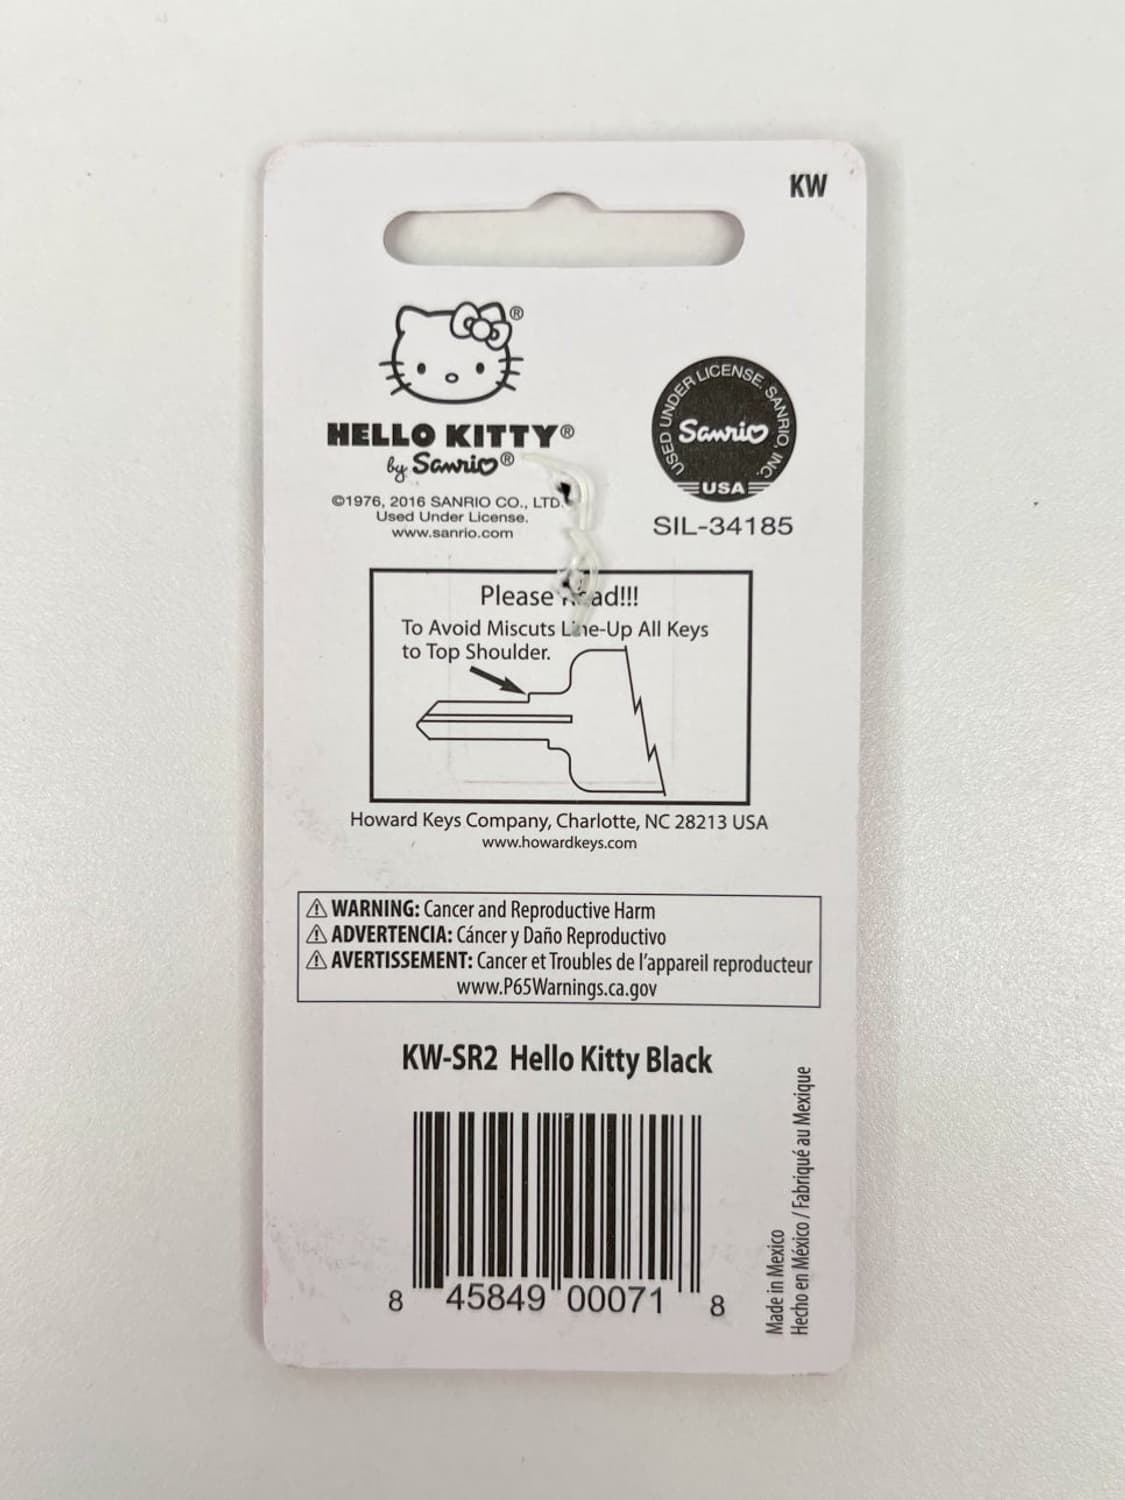 KW
®
HELLO KITTY®
by Sanrio®
©1976, 2016 SANRIO CO., LTD.
Used Under License.
www.sanrio.com
USED UNDER LICENSE. SANRIO, INC.
Sanrio
USA
SIL-34185
Please Read!!!
To Avoid Miscuts Line-Up All Keys
to Top Shoulder.
Howard Keys Company, Charlotte, NC 28213 USA
www.howardkeys.com
⚠ WARNING: Cancer and Reproductive Harm
⚠ ADVERTENCIA: Cáncer y Daño Reproductivo
⚠ AVERTISSEMENT: Cancer et Troubles de l'appareil reproducteur
www.P65Warnings.ca.gov
KW-SR2 Hello Kitty Black
8 45849 00071 8
Made in Mexico
Hecho en México / Fabriqué au Mexique